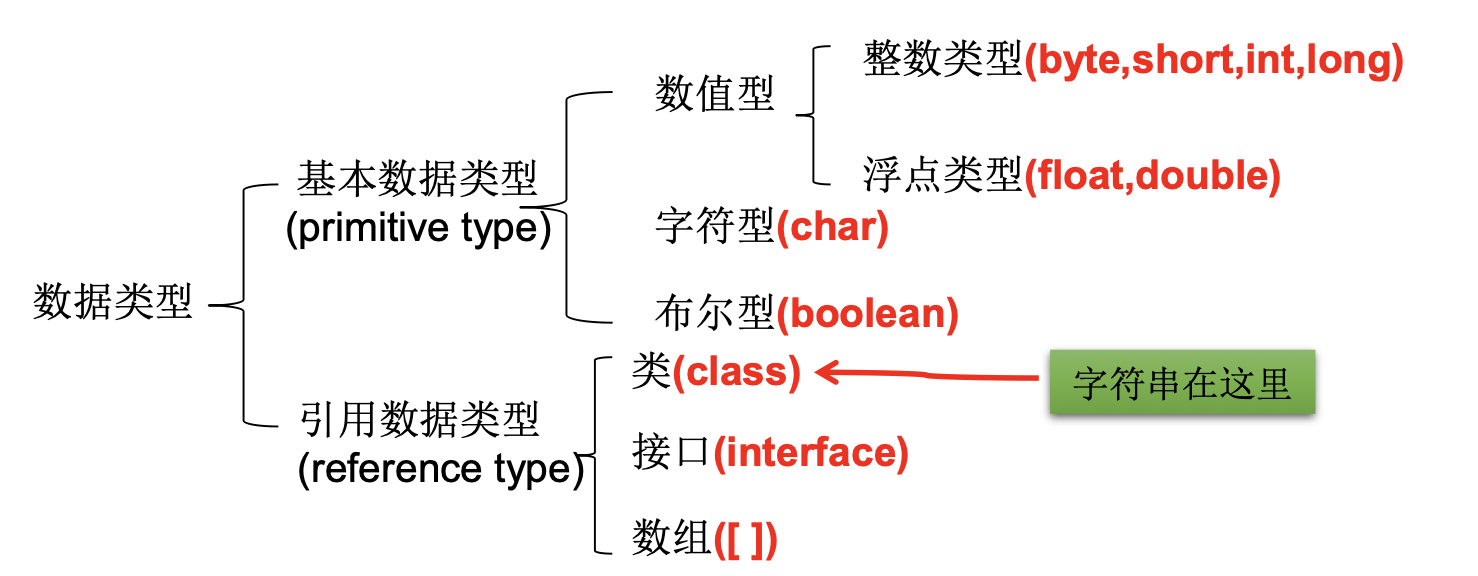 整数类型(byte,short,int,long)
数值型
浮点类型(float,double)
基本数据类型
(primitive type)
字符型(char)
数据类型
布尔型(boolean)
类(class)
字符串在这里
引用数据类型
(reference type)
接口(interface)
数组([ ])